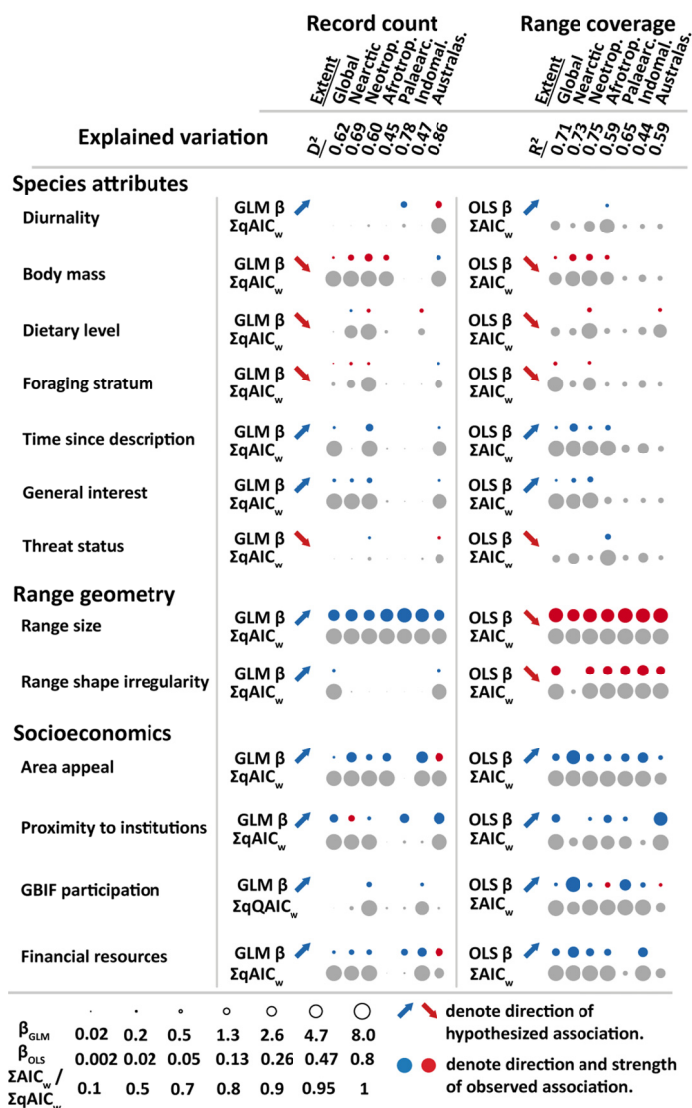 Record count
Range coverage
Extent Global Nearctic Neotrop. Afrotrop. Palaearc. Indomal. Australas.
Extent Global Nearctic Neotrop. Afrotrop. Palaearc. Indomal. Australas.
Explained variation
D² 0.62 0.69 0.60 0.45 0.78 0.47 0.86
R² 0.71 0.73 0.75 0.59 0.65 0.44 0.59
Species attributes
Diurnality GLM β OLS β
ΣqAICw ΣAICw
Body mass GLM β OLS β
ΣqAICw ΣAICw
Dietary level GLM β OLS β
ΣqAICw ΣAICw
Foraging stratum GLM β OLS β
ΣqAICw ΣAICw
Time since description GLM β OLS β
ΣqAICw ΣAICw
General interest GLM β OLS β
ΣqAICw ΣAICw
Threat status GLM β OLS β
ΣqAICw ΣAICw
Range geometry
Range size GLM β OLS β
ΣqAICw ΣAICw
Range shape irregularity GLM β OLS β
ΣqAICw ΣAICw
Socioeconomics
Area appeal GLM β OLS β
ΣqAICw ΣAICw
Proximity to institutions GLM β OLS β
ΣqAICw ΣAICw
GBIF participation GLM β OLS β
ΣqQAICw ΣAICw
Financial resources GLM β OLS β
ΣqAICw ΣAICw
βGLM 0.02 0.2 0.5 1.3 2.6 4.7 8.0
βOLS 0.002 0.02 0.05 0.13 0.26 0.47 0.8
ΣAICw /
ΣqAICw 0.1 0.5 0.7 0.8 0.9 0.95 1
denote direction of
hypothesized association.
denote direction and strength
of observed association.